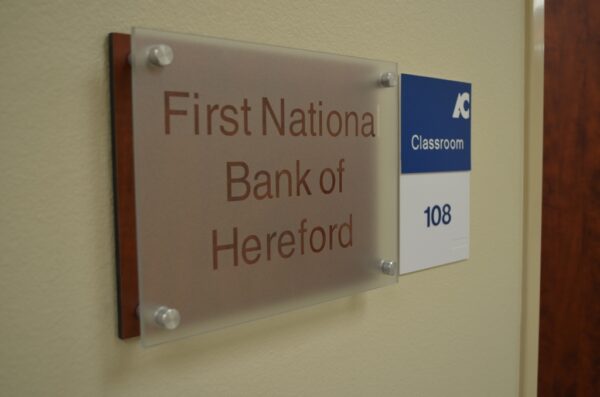 First National
Bank of
Hereford
AC
Classroom
108